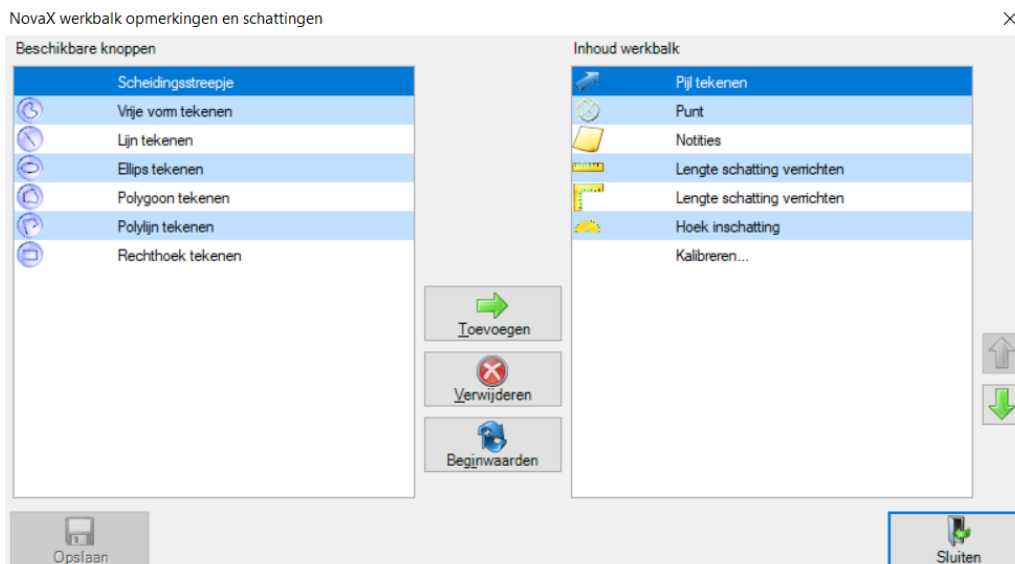 NovaX werkbalk opmerkingen en schattingen
Beschikbare knoppen
Scheidingsstreepje
Vrije vorm tekenen
Lijn tekenen
Ellips tekenen
Polygoon tekenen
Polylijn tekenen
Rechthoek tekenen
Toevoegen
Verwijderen
Beginwaarden
Inhoud werkbalk
Pijl tekenen
Punt
Notities
Lengte schatting verrichten
Lengte schatting verrichten
Hoek inschatting
Kalibreren...
Opslaan
Sluiten